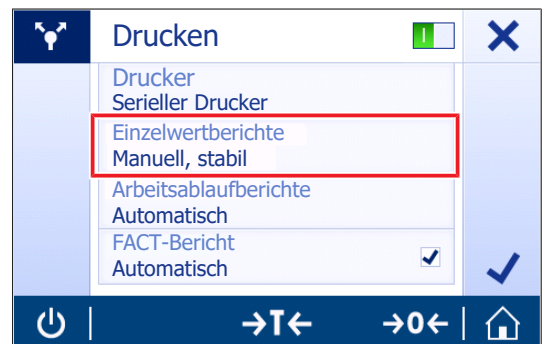 Drucken
Drucker
Serieller Drucker
Einzelwertberichte
Manuell, stabil
Arbeitsablaufberichte
Automatisch
FACT-Bericht
Automatisch
→T← →0←